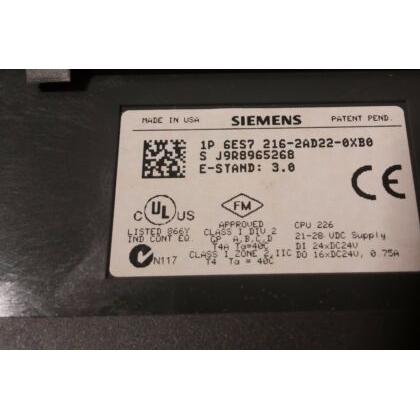 MADE IN USA SIEMENS PATENT PEND.
1P 6ES7 216-2AD22-0XB0
S J9R8965268
E-STAND: 3.0
CE
C UL US
LISTED 866Y
IND CONT EQ.
N117
FM
APPROVED
CLASS I DIV 2
GP A,B,C,D
T4A Ta=40C
CLASS I ZONE 2,IIC
T4 Ta = 40C
CPU 226
21-28 VDC Supply
DI 24xDC24V
DO 16xDC24V, 0.75A